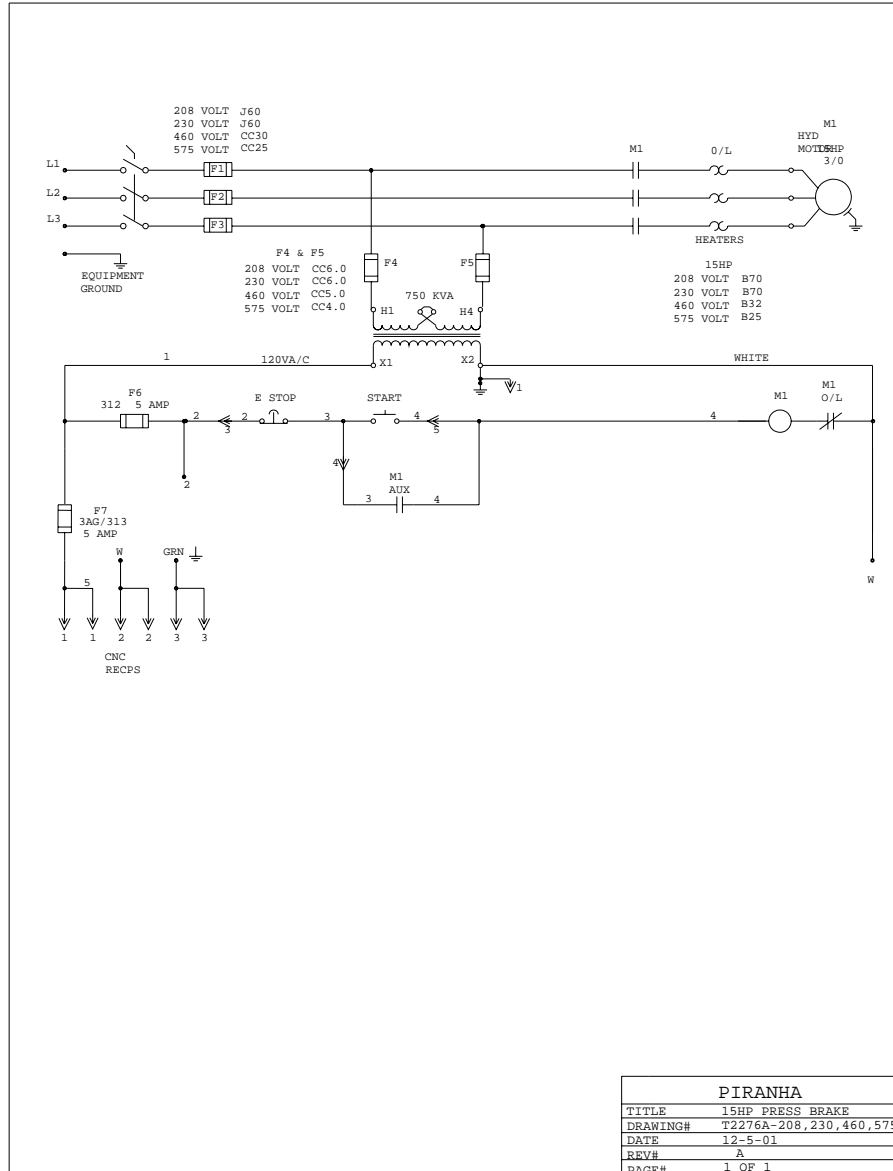 208 VOLT J60
230 VOLT J60
460 VOLT CC30
575 VOLT CC25
L1
L2
L3
F1
F2
F3
M1
O/L
M1
HYD
MOTOR 15HP
3/0
HEATERS
EQUIPMENT
GROUND
F4 & F5
208 VOLT CC6.0
230 VOLT CC6.0
460 VOLT CC5.0
575 VOLT CC4.0
F4
F5
15HP
208 VOLT B70
230 VOLT B70
460 VOLT B32
575 VOLT B25
750 KVA
H1
H4
1
120VA/C
X1
X2
WHITE
1
F6
312 5 AMP
2
3
2
E STOP
3
START
4
5
4
M1
M1
O/L
2
4
M1
AUX
3
4
F7
3AG/313
5 AMP
W
GRN
5
W
1
1
2
2
3
3
CNC
RECPS
PIRANHA
TITLE 15HP PRESS BRAKE
DRAWING# T2276A-208,230,460,575
DATE 12-5-01
REV# A
PAGE# 1 OF 1